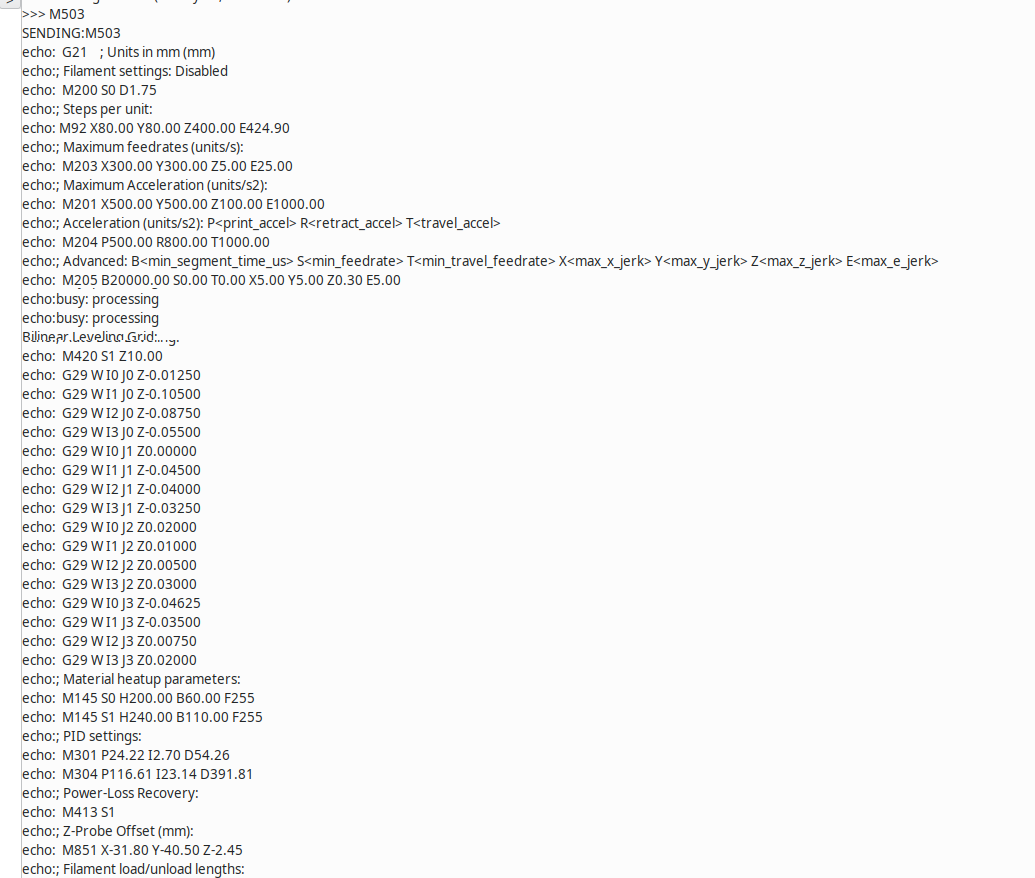 >>> M503
SENDING:M503
echo:  G21    ; Units in mm (mm)
echo:; Filament settings: Disabled
echo:  M200 S0 D1.75
echo:; Steps per unit:
echo: M92 X80.00 Y80.00 Z400.00 E424.90
echo:; Maximum feedrates (units/s):
echo:  M203 X300.00 Y300.00 Z5.00 E25.00
echo:; Maximum Acceleration (units/s2):
echo:  M201 X500.00 Y500.00 Z100.00 E1000.00
echo:; Acceleration (units/s2): P<print_accel> R<retract_accel> T<travel_accel>
echo:  M204 P500.00 R800.00 T1000.00
echo:; Advanced: B<min_segment_time_us> S<min_feedrate> T<min_travel_feedrate> X<max_x_jerk> Y<max_y_jerk> Z<max_z_jerk> E<max_e_jerk>
echo:  M205 B20000.00 S0.00 T0.00 X5.00 Y5.00 Z0.30 E5.00
echo:busy: processing
echo:busy: processing
Bilinear Leveling Grid:
echo:  M420 S1 Z10.00
echo:  G29 W I0 J0 Z-0.01250
echo:  G29 W I1 J0 Z-0.10500
echo:  G29 W I2 J0 Z-0.08750
echo:  G29 W I3 J0 Z-0.05500
echo:  G29 W I0 J1 Z0.00000
echo:  G29 W I1 J1 Z-0.04500
echo:  G29 W I2 J1 Z-0.04000
echo:  G29 W I3 J1 Z-0.03250
echo:  G29 W I0 J2 Z0.02000
echo:  G29 W I1 J2 Z0.01000
echo:  G29 W I2 J2 Z0.00500
echo:  G29 W I3 J2 Z0.03000
echo:  G29 W I0 J3 Z-0.04625
echo:  G29 W I1 J3 Z-0.03500
echo:  G29 W I2 J3 Z0.00750
echo:  G29 W I3 J3 Z0.02000
echo:; Material heatup parameters:
echo:  M145 S0 H200.00 B60.00 F255
echo:  M145 S1 H240.00 B110.00 F255
echo:; PID settings:
echo:  M301 P24.22 I2.70 D54.26
echo:  M304 P116.61 I23.14 D391.81
echo:; Power-Loss Recovery:
echo:  M413 S1
echo:; Z-Probe Offset (mm):
echo:  M851 X-31.80 Y-40.50 Z-2.45
echo:; Filament load/unload lengths: